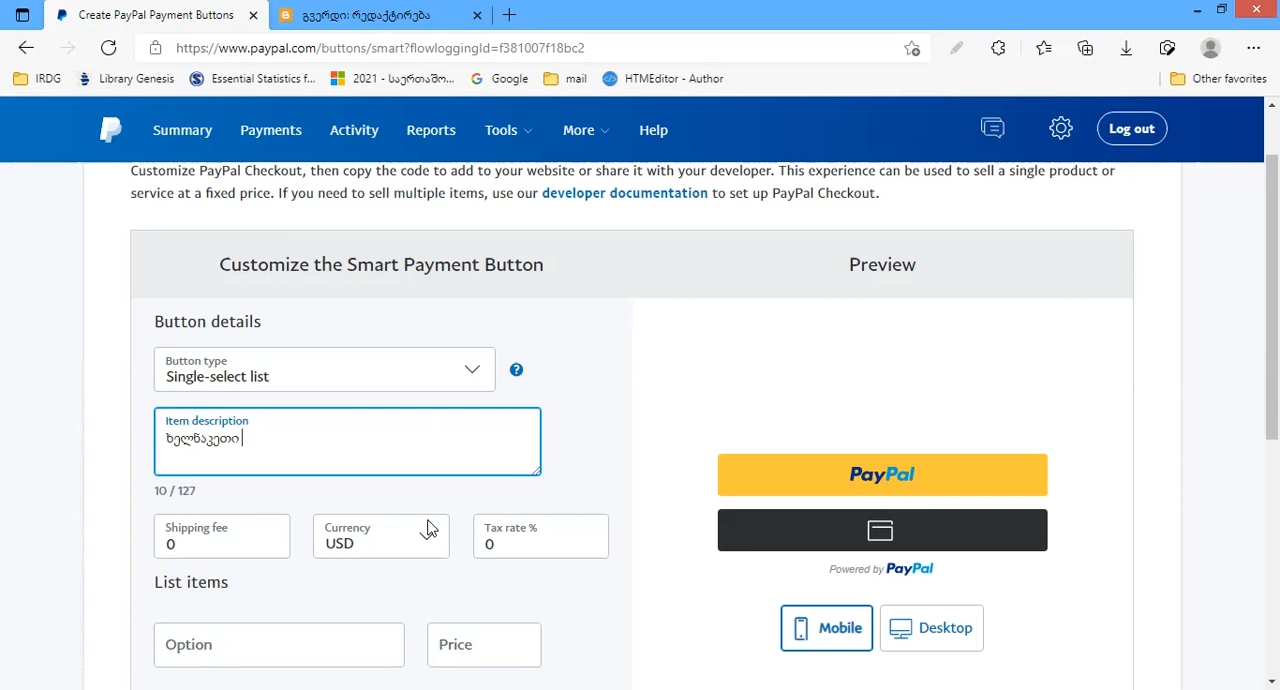 Create PayPal Payment Buttons
გვერდი: რედაქტირება
https://www.paypal.com/buttons/smart?flowloggingId=f381007f18bc2
IRDG
Library Genesis
Essential Statistics f...
2021 - საერთაშო...
Google
mail
HTMEditor - Author
Other favorites
Summary
Payments
Activity
Reports
Tools
More
Help
Log out
Customize PayPal Checkout, then copy the code to add to your website or share it with your developer. This experience can be used to sell a single product or
service at a fixed price. If you need to sell multiple items, use our developer documentation to set up PayPal Checkout.
Customize the Smart Payment Button
Preview
Button details
Button type
Single-select list
Item description
ხელნაკეთი
10 / 127
Shipping fee
0
Currency
USD
Tax rate %
0
List items
Option
Price
PayPal
Powered by PayPal
Mobile
Desktop